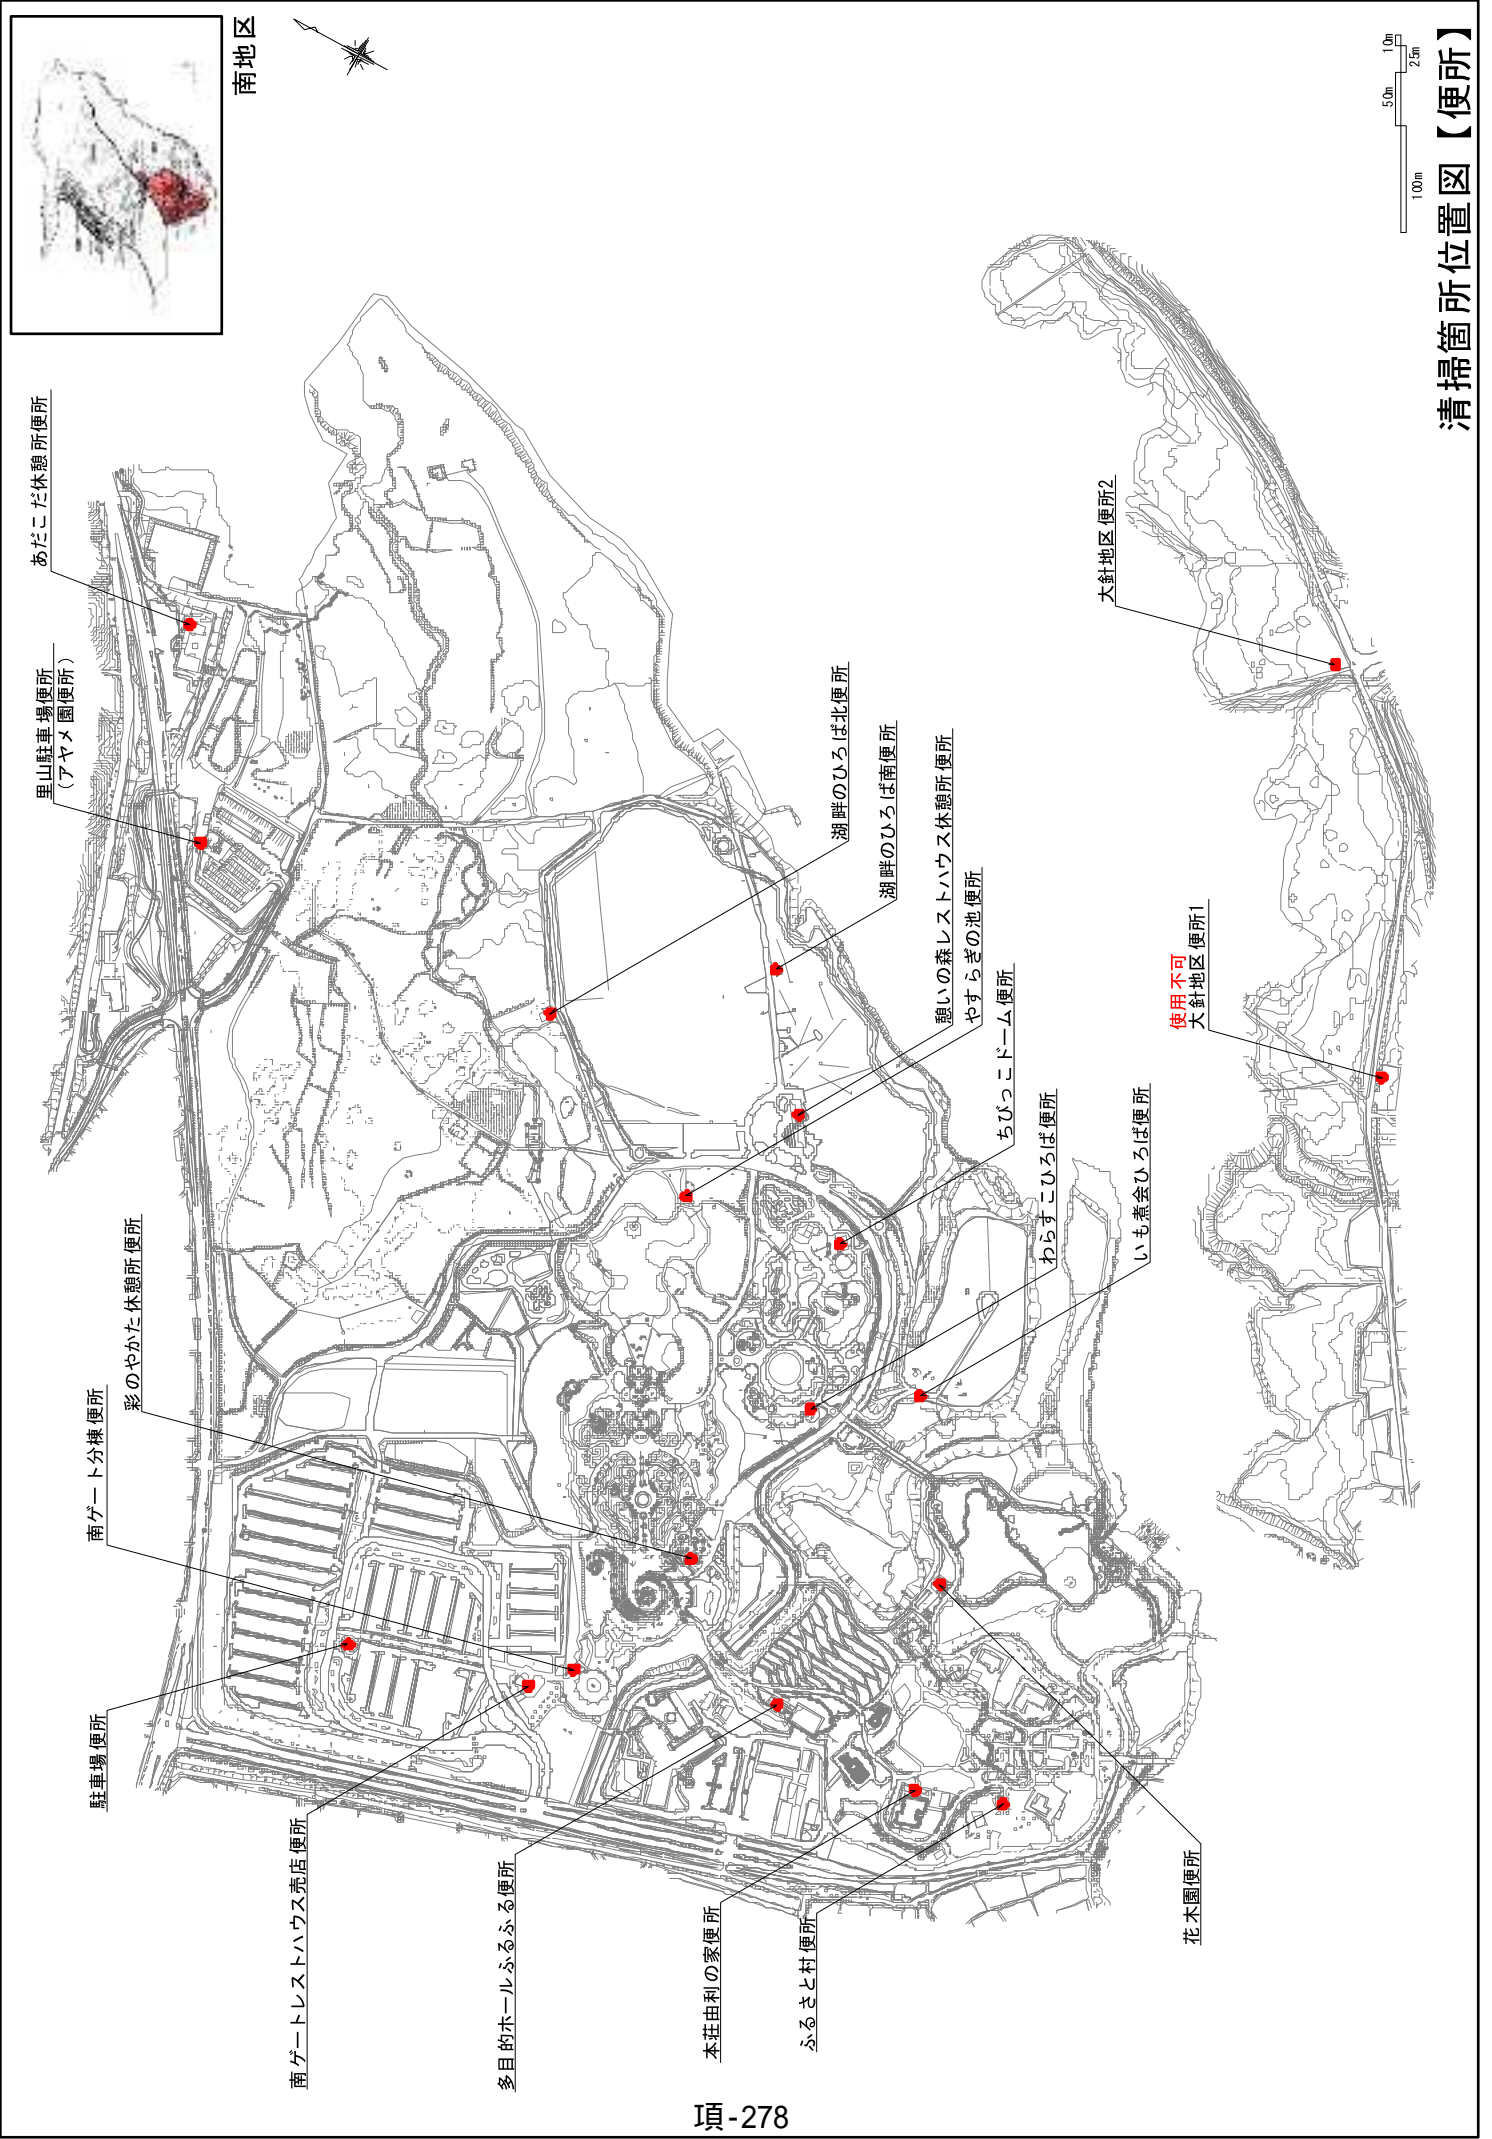 清掃箇所位置図【便所】
南地区
10m
25m
50m
100m
あだこだ休憩所便所
里山駐車場便所
（アヤメ園便所）
湖畔のひろば北便所
湖畔のひろば南便所
憩いの森レストハウス休憩所便所
やすらぎの池便所
ちびっこドーム便所
わらすこひろば便所
いも煮会ひろば便所
大針地区便所2
使用不可
大針地区便所1
彩のやかた休憩所便所
南ゲート分棟便所
駐車場便所
南ゲートレストハウス売店便所
多目的ホールふるふる便所
本荘由利の家便所
ふるさと村便所
花木園便所
項-278